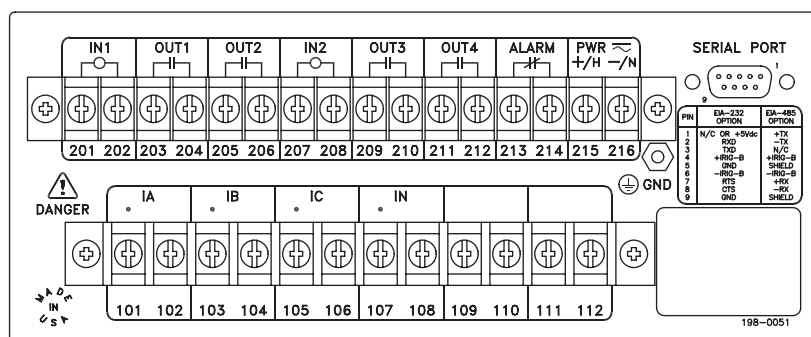 IN1 OUT1 OUT2 IN2 OUT3 OUT4 ALARM PWR
+/H −/N
201 202 203 204 205 206 207 208 209 210 211 212 213 214 215 216
SERIAL PORT
1
9
PIN EIA-232 OPTION EIA-485 OPTION
1 N/C OR +5Vdc +TX
2 RXD −TX
3 TXD N/C
4 +IRIG-B +IRIG-B
5 GND SHIELD
6 −IRIG-B −IRIG-B
7 RTS +RX
8 CTS −RX
9 GND SHIELD
GND
DANGER
IA IB IC IN
101 102 103 104 105 106 107 108 109 110 111 112
MADE
IN
USA
198-0051